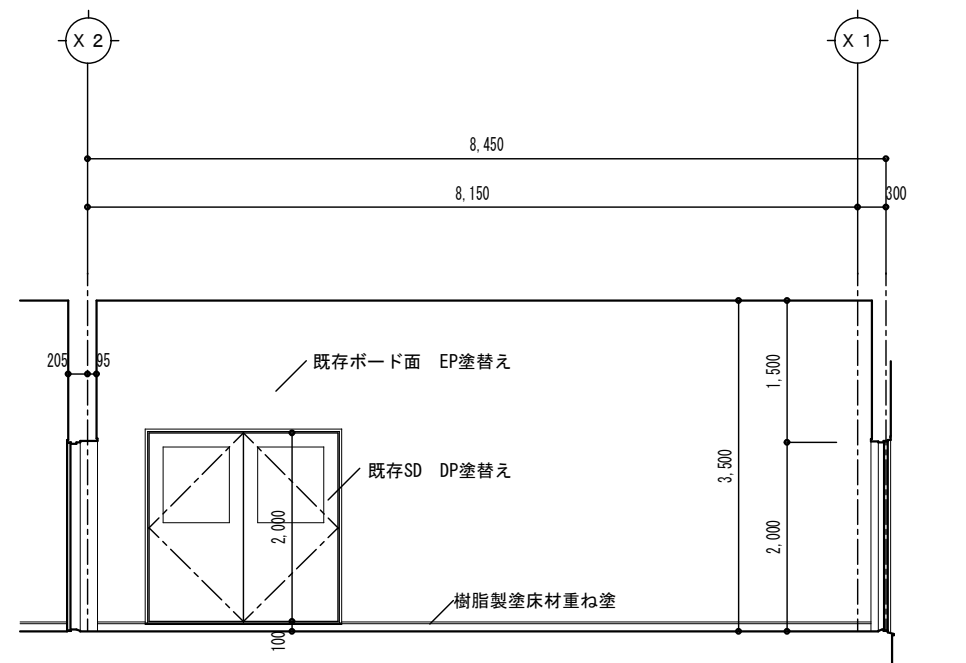 X 2
X 1
8,450
8,150
300
205
95
既存ボード面　EP塗替え
1,500
既存SD　DP塗替え
3,500
2,000
2,000
樹脂製塗床材重ね塗
100